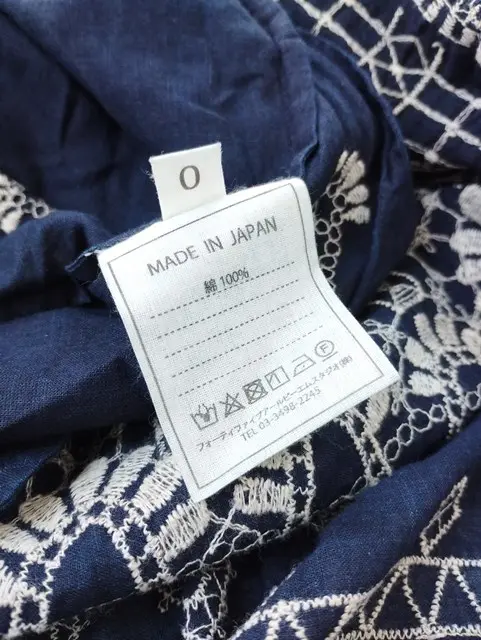 0
MADE IN JAPAN
綿 100%
フォーティファイブアールピーエムスタジオ(株)
TEL 03-3498-2245